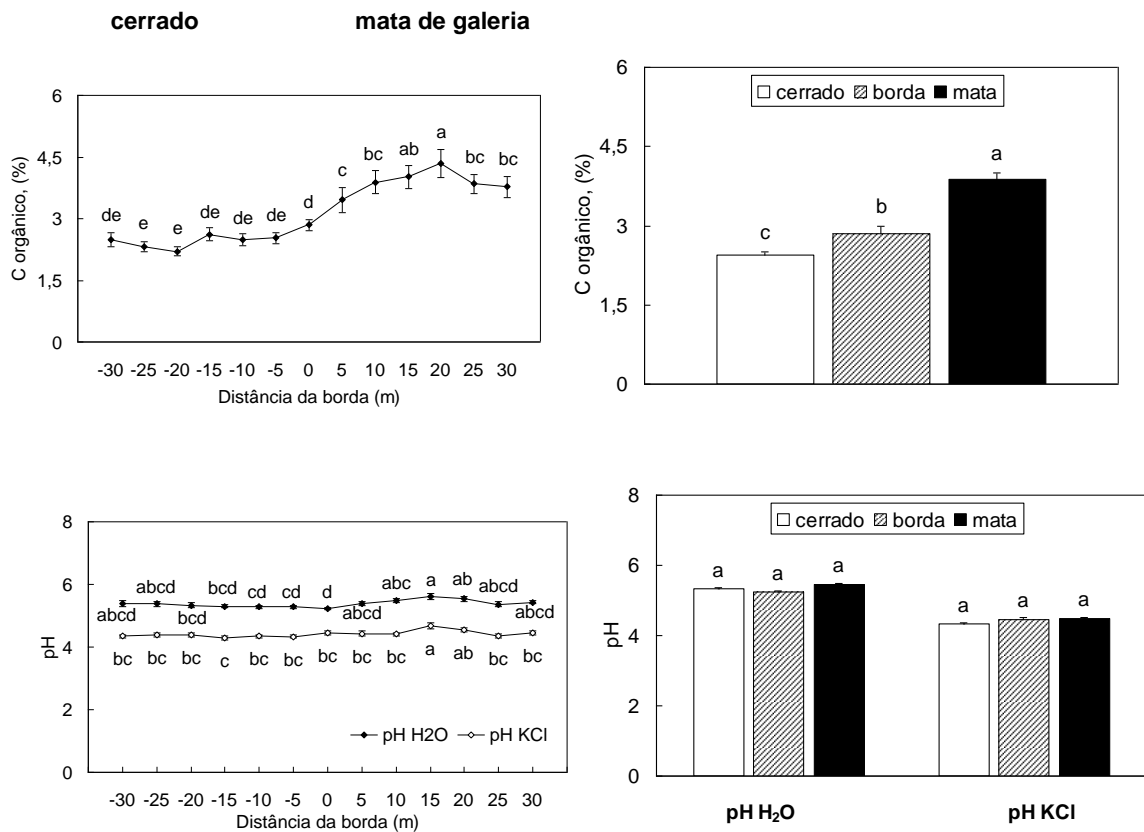 cerrado mata de galeria
6
4,5
3
1,5
0
C orgânico, (%)
de e e de de de d c bc ab a bc bc
-30 -25 -20 -15 -10 -5 0 5 10 15 20 25 30
Distância da borda (m)
6
4,5
3
1,5
0
C orgânico, (%)
cerrado borda mata
c b a
8
6
4
2
0
pH
abcd bcd cd cd d abc a ab abcd
abcd bcd abcd abcd
bc bc bc c bc bc bc bc bc a ab bc bc
pH H2O pH KCl
-30 -25 -20 -15 -10 -5 0 5 10 15 20 25 30
Distância da borda (m)
8
6
4
2
0
pH
cerrado borda mata
a a a a a a
pH H₂O pH KCl